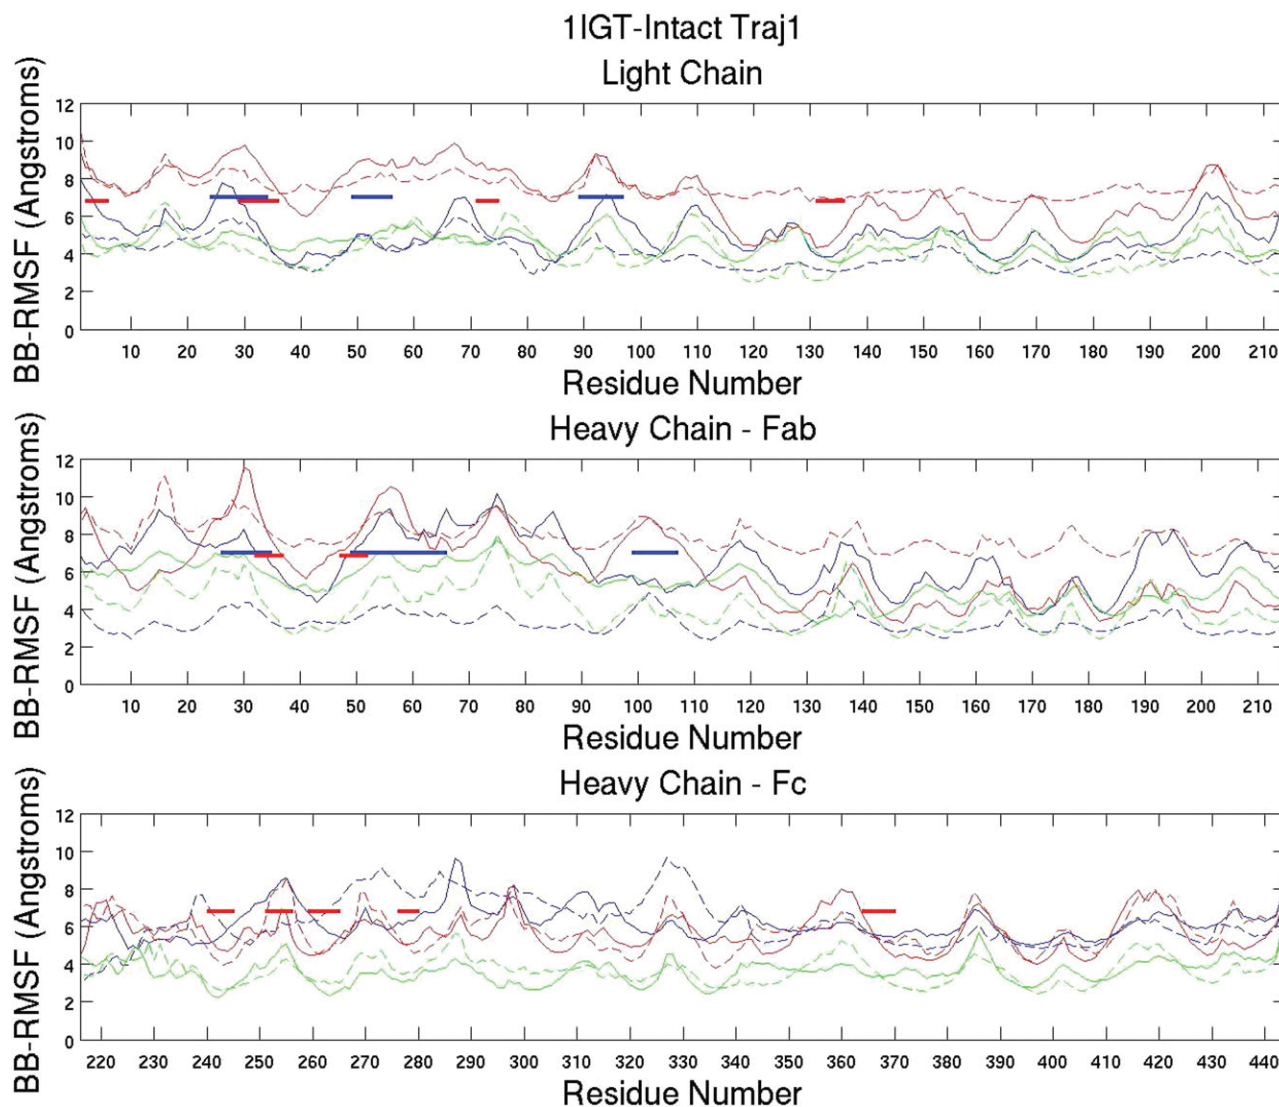 1IGT-Intact Traj1
Light Chain
BB-RMSF (Angstroms)
12
10
8
6
4
2
0
10 20 30 40 50 60 70 80 90 100 110 120 130 140 150 160 170 180 190 200 210
Residue Number
Heavy Chain - Fab
BB-RMSF (Angstroms)
12
10
8
6
4
2
0
10 20 30 40 50 60 70 80 90 100 110 120 130 140 150 160 170 180 190 200 210
Residue Number
Heavy Chain - Fc
BB-RMSF (Angstroms)
12
10
8
6
4
2
0
220 230 240 250 260 270 280 290 300 310 320 330 340 350 360 370 380 390 400 410 420 430 440
Residue Number